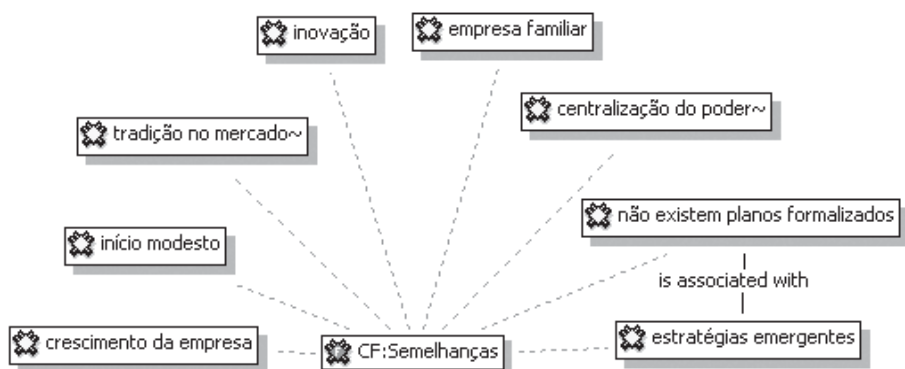 inovação
empresa familiar
centralização do poder~
tradição no mercado~
não existem planos formalizados
início modesto
is associated with
crescimento da empresa
CF:Semelhanças
estratégias emergentes